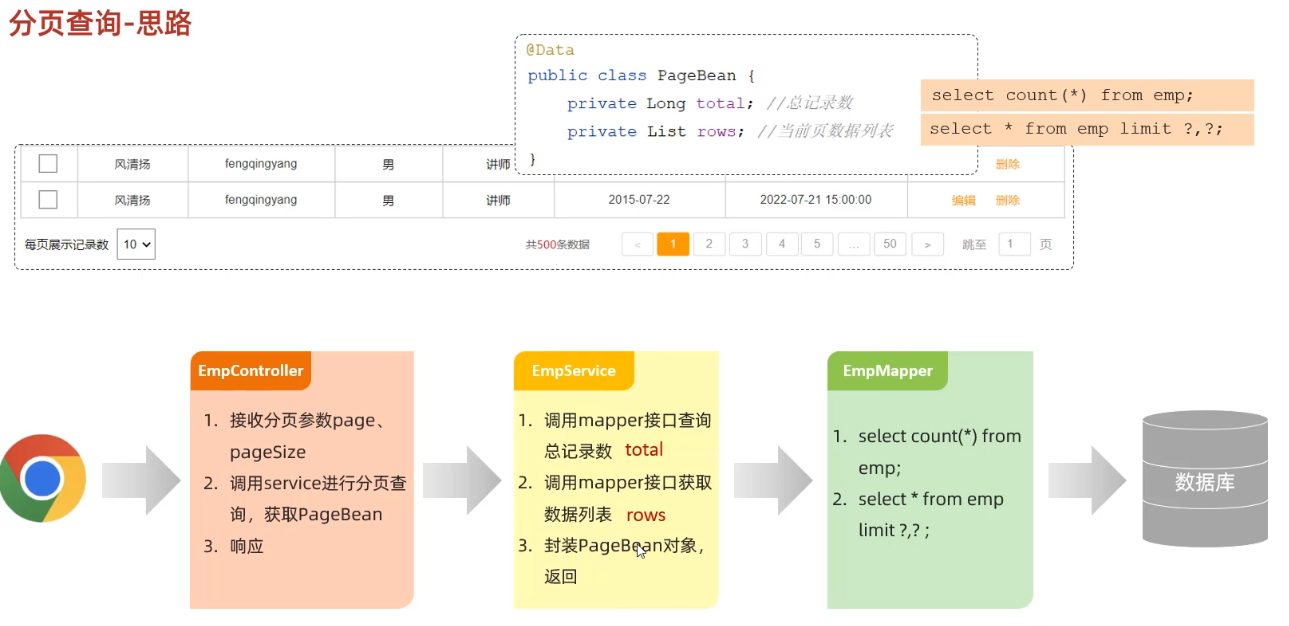 分页查询-思路
@Data
public class PageBean {
private Long total; //总记录数
private List rows; //当前页数据列表
}
select count(*) from emp;
select * from emp limit ?,?;
风清扬 fengqingyang 男 讲师 删除
风清扬 fengqingyang 男 讲师 2015-07-22 2022-07-21 15:00:00 编辑 删除
每页展示记录数 10 共500条数据 < 1 2 3 4 5 ... 50 > 跳至 1 页
EmpController
1. 接收分页参数page、
pageSize
2. 调用service进行分页查
询，获取PageBean
3. 响应
EmpService
1. 调用mapper接口查询
总记录数 total
2. 调用mapper接口获取
数据列表 rows
3. 封装PageBean对象，
返回
EmpMapper
1. select count(*) from
emp;
2. select * from emp
limit ?,? ;
数据库